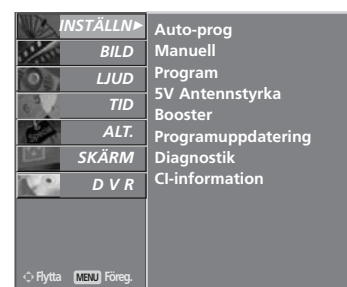 INSTÄLLN
BILD
LJUD
TID
ALT.
SKÄRM
D V R
Auto-prog
Manuell
Program
5V Antennstyrka
Booster
Programuppdatering
Diagnostik
CI-information
Flytta MENU Föreg.